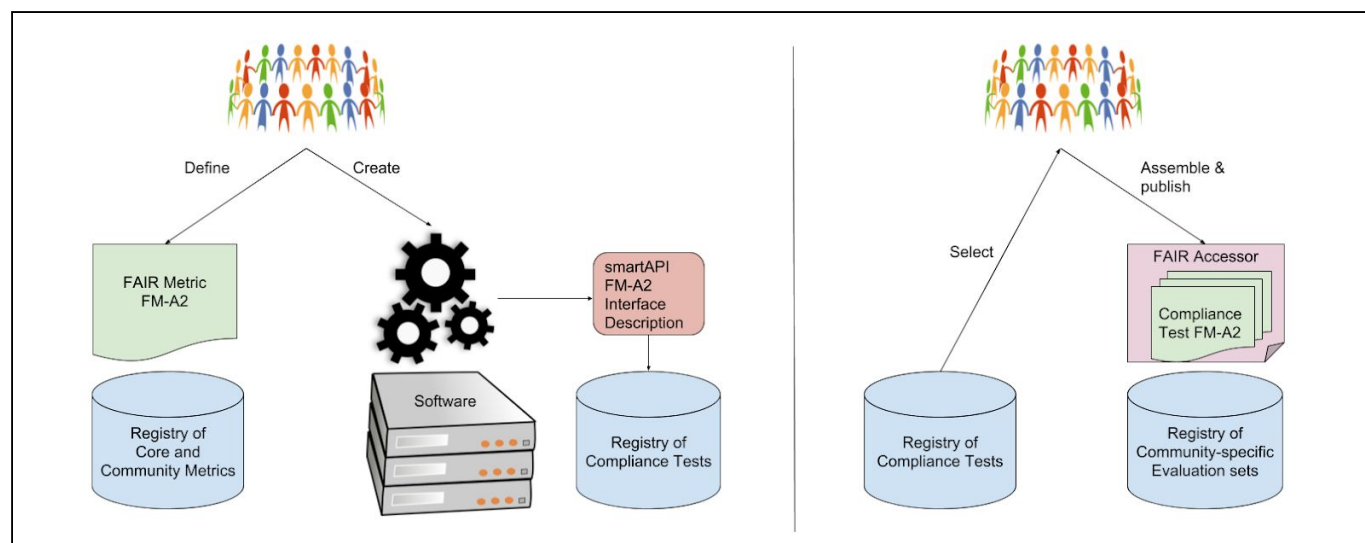 Define
Create
FAIR Metric
FM-A2
smartAPI
FM-A2
Interface
Description
Software
Registry of
Core and
Community Metrics
Registry of
Compliance Tests
Assemble &
publish
Select
FAIR Accessor
Compliance
Test FM-A2
Registry of
Compliance Tests
Registry of
Community-specific
Evaluation sets